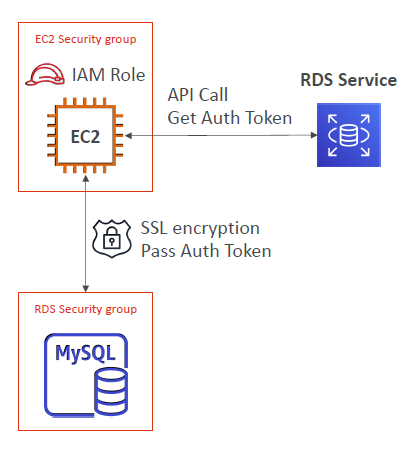 EC2 Security group
IAM Role
EC2
API Call
Get Auth Token
RDS Service
SSL encryption
Pass Auth Token
RDS Security group
MySQL